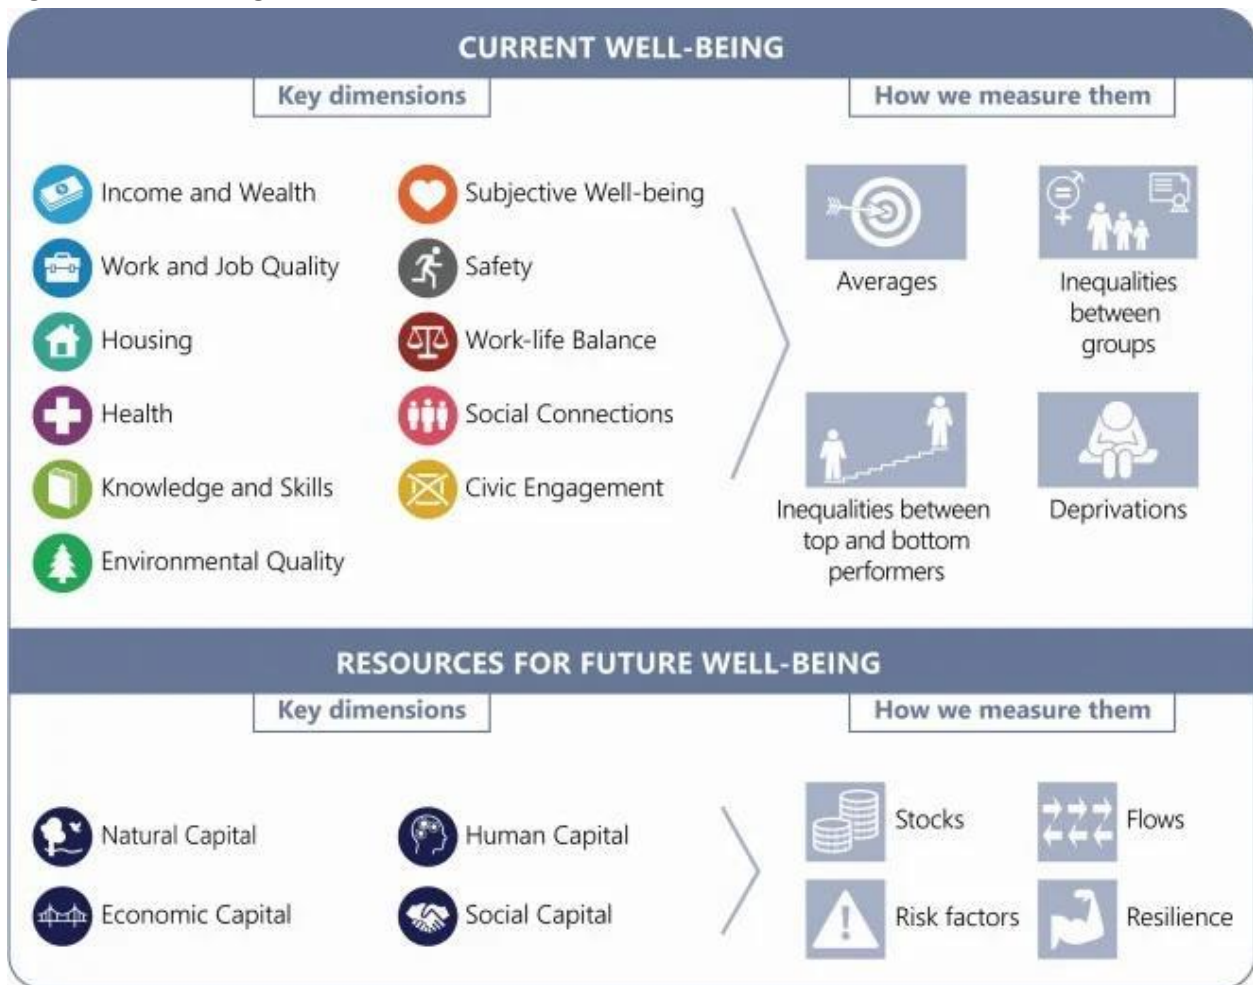 CURRENT WELL-BEING
Key dimensions
How we measure them
Income and Wealth
Subjective Well-being
Work and Job Quality
Safety
Housing
Work-life Balance
Health
Social Connections
Knowledge and Skills
Civic Engagement
Environmental Quality
Averages
Inequalities
between
groups
Inequalities between
top and bottom
performers
Deprivations
RESOURCES FOR FUTURE WELL-BEING
Key dimensions
How we measure them
Natural Capital
Human Capital
Economic Capital
Social Capital
Stocks
Flows
Risk factors
Resilience